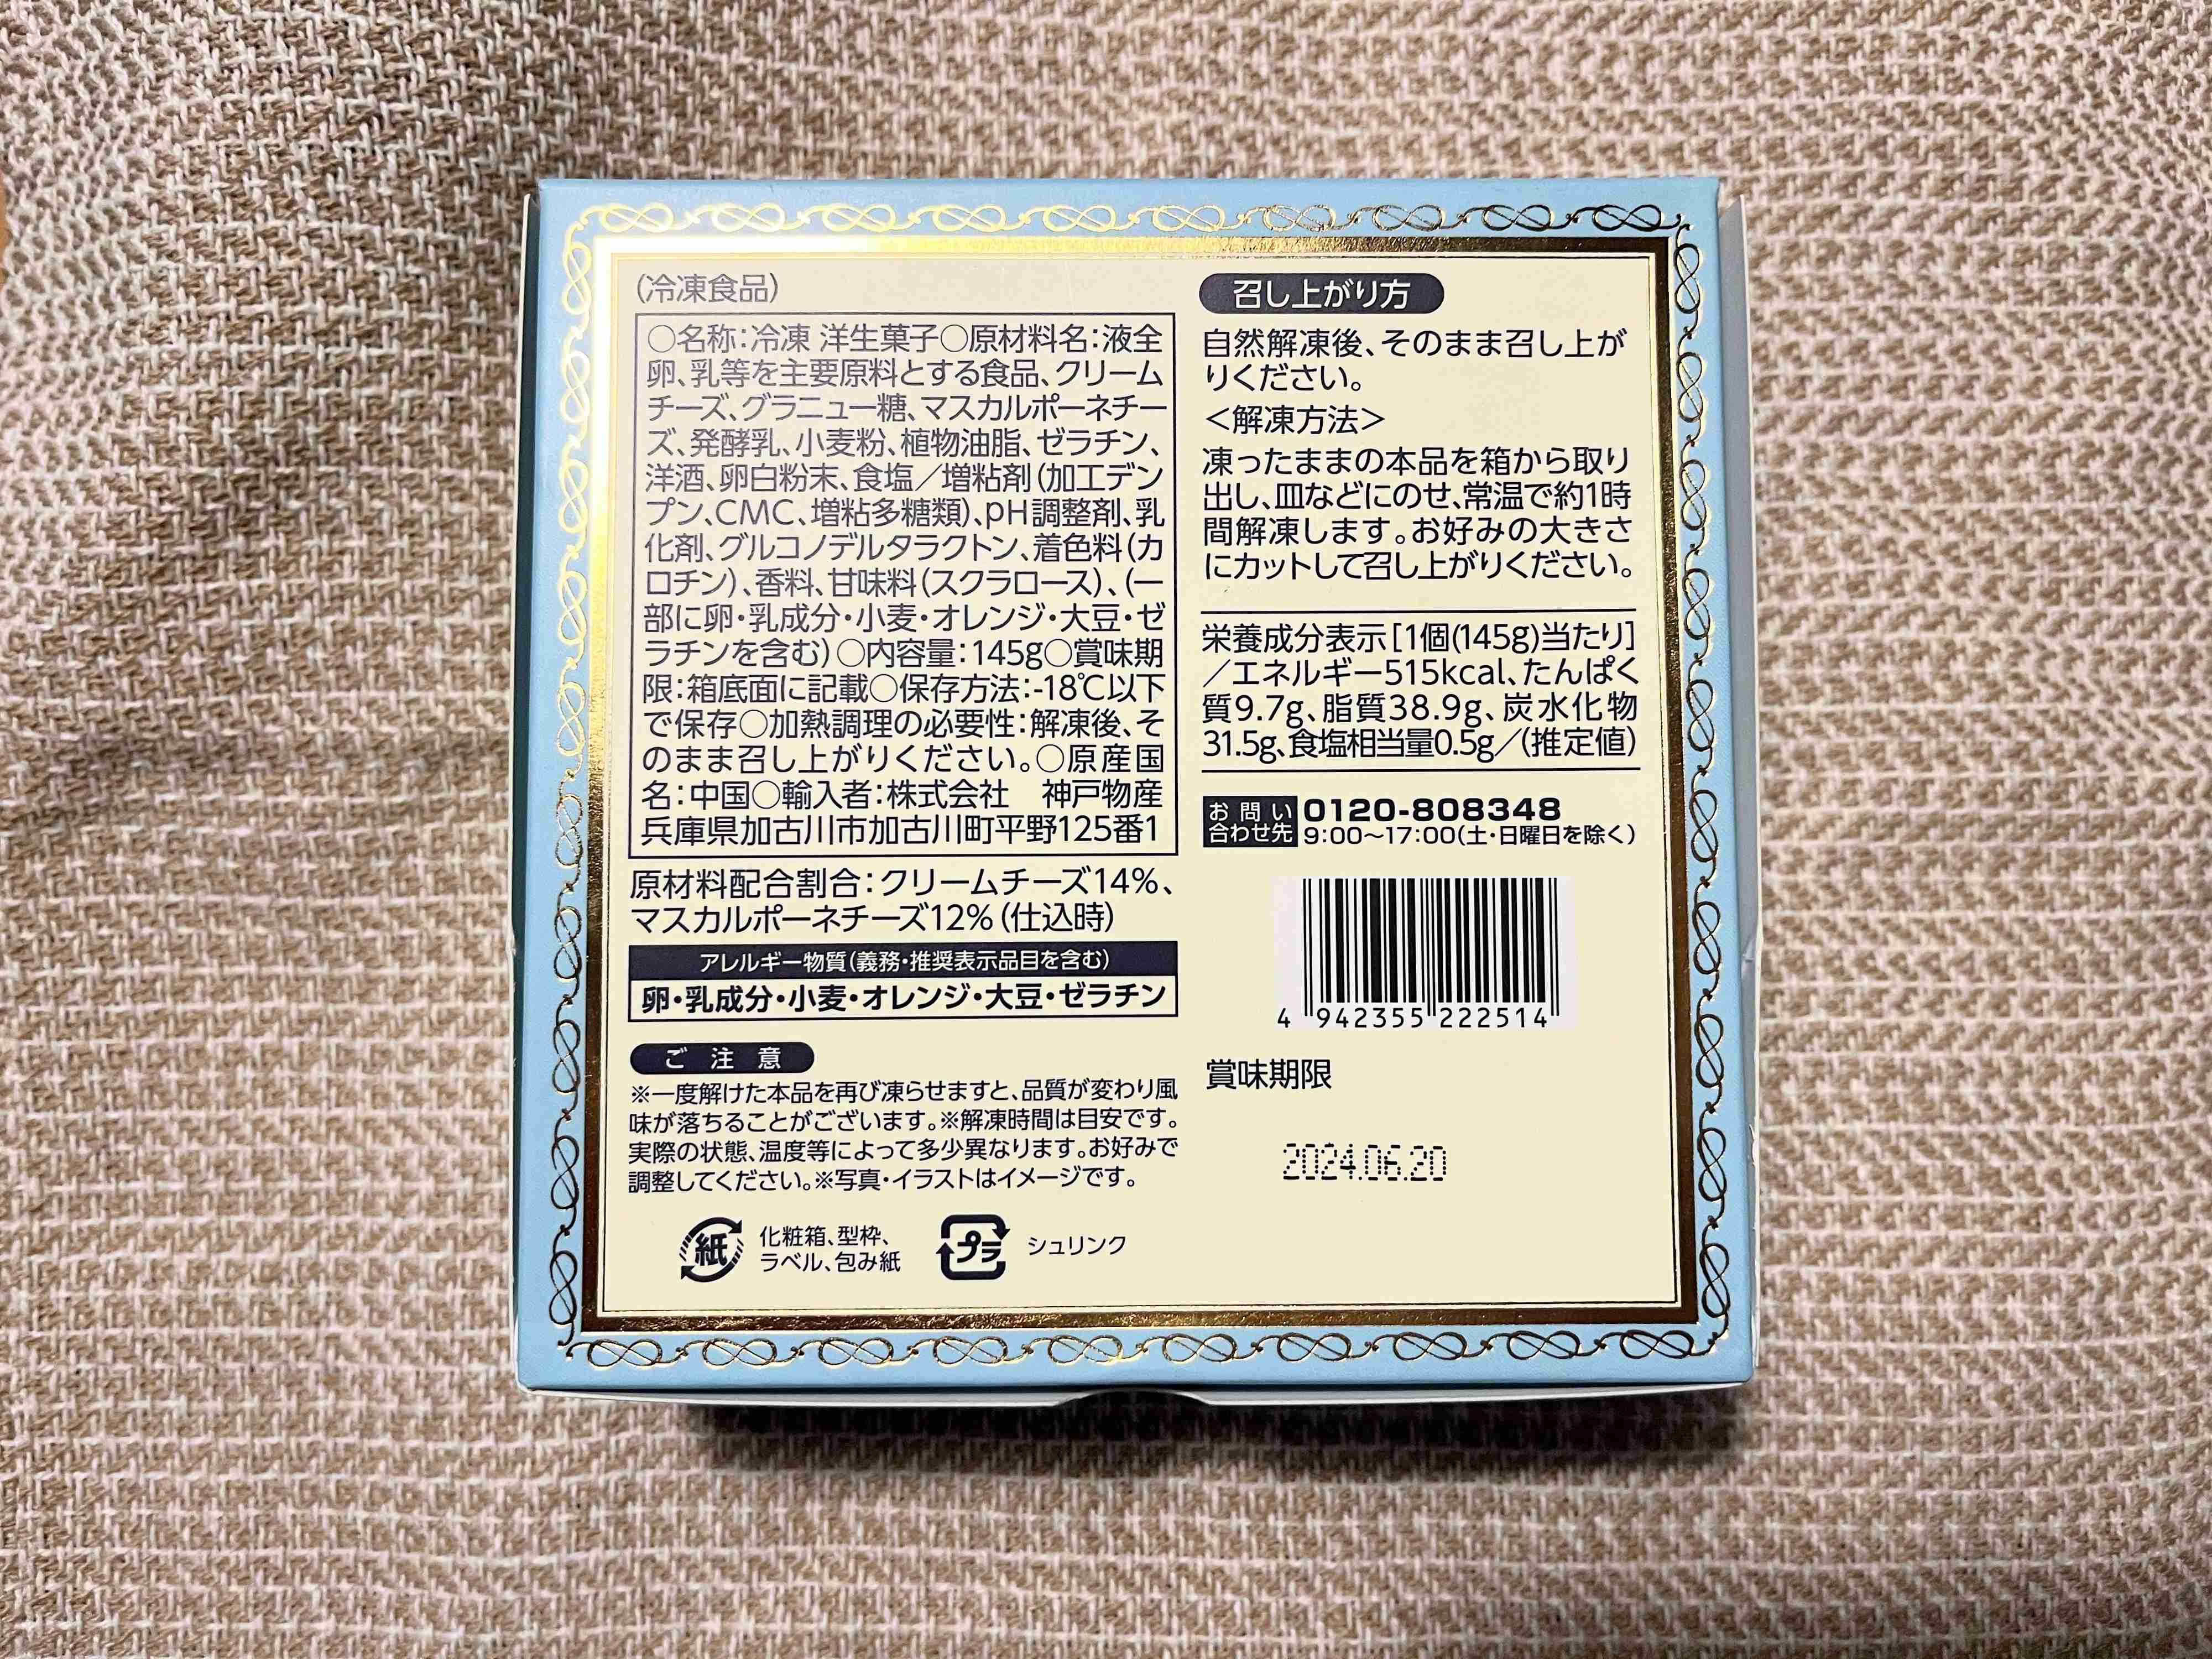 (冷凍食品)
○名称:冷凍 洋生菓子○原材料名:液全
卵、乳等を主要原料とする食品、クリーム
チーズ、グラニュー糖、マスカルポーネチー
ズ、発酵乳、小麦粉、植物油脂、ゼラチン、
洋酒、卵白粉末、食塩/増粘剤(加工デン
プン、CMC、増粘多糖類)、pH調整剤、乳
化剤、グルコノデルタラクトン、着色料(カ
ロチン)、香料、甘味料(スクラロース)、(一
部に卵・乳成分・小麦・オレンジ・大豆・ゼ
ラチンを含む)○内容量:145g○賞味期
限:箱底面に記載○保存方法:-18℃以下
で保存○加熱調理の必要性:解凍後、そ
のまま召し上がりください。○原産国
名:中国○輸入者:株式会社 神戸物産
兵庫県加古川市加古川町平野125番1
原材料配合割合:クリームチーズ14%、
マスカルポーネチーズ12%(仕込時)
アレルギー物質(義務・推奨表示品目を含む)
卵・乳成分・小麦・オレンジ・大豆・ゼラチン
ご注意
※一度解けた本品を再び凍らせますと、品質が変わり風
味が落ちることがございます。※解凍時間は目安です。
実際の状態、温度等によって多少異なります。お好みで
調整してください。※写真・イラストはイメージです。
紙
化粧箱、型枠、
ラベル、包み紙
プラ
シュリンク
召し上がり方
自然解凍後、そのまま召し上が
りください。
<解凍方法>
凍ったままの本品を箱から取り
出し、皿などにのせ、常温で約1時
間解凍します。お好みの大きさ
にカットして召し上がりください。
栄養成分表示[1個(145g)当たり]
/エネルギー515kcal、たんぱく
質9.7g、脂質38.9g、炭水化物
31.5g、食塩相当量0.5g/(推定値)
お問い
合わせ先
0120-808348
9:00~17:00(土・日曜日を除く)
4 942355 222514
賞味期限
2024.06.20